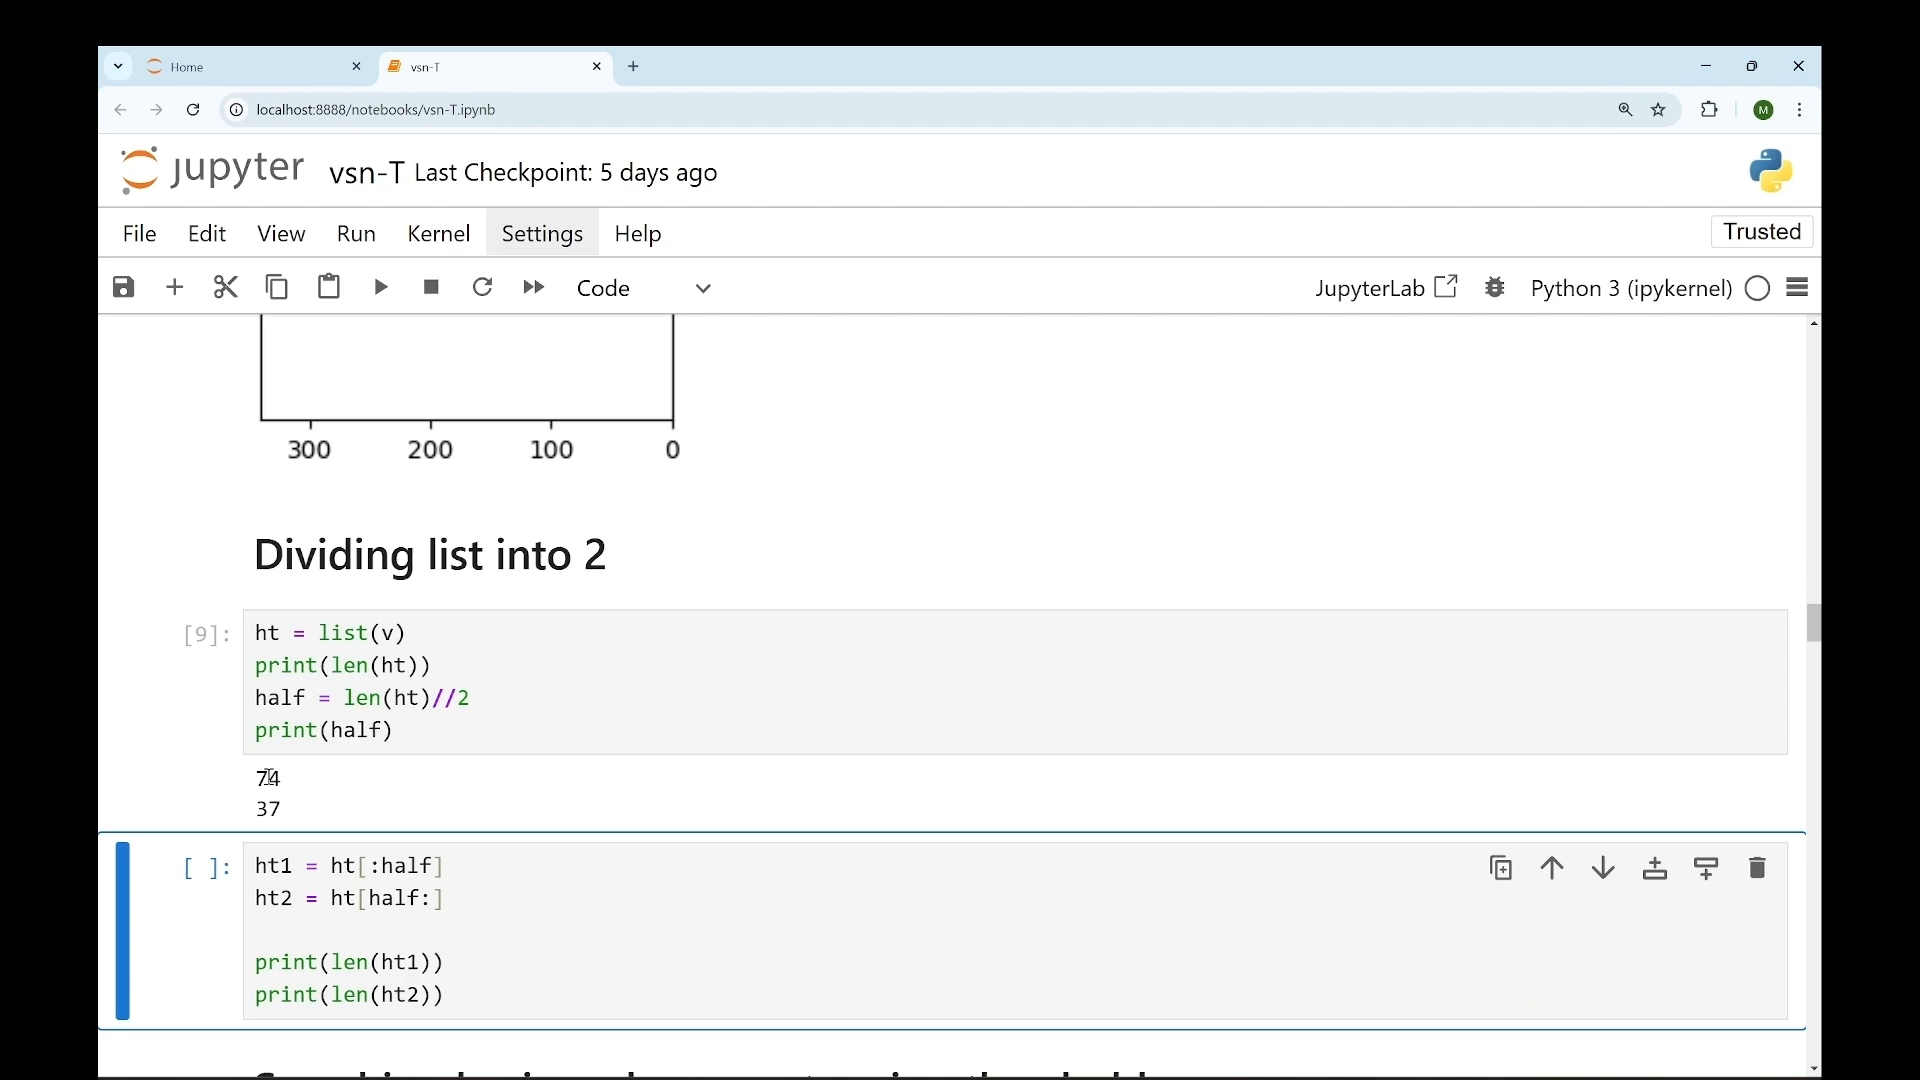 Home
vsn-T
localhost:8888/notebooks/vsn-T.ipynb
M
jupyter vsn-T Last Checkpoint: 5 days ago
File Edit View Run Kernel Settings Help Trusted
Code JupyterLab Python 3 (ipykernel)
300 200 100 0
Dividing list into 2
[9]: ht = list(v)
print(len(ht))
half = len(ht)//2
print(half)
74
37
[ ]: ht1 = ht[:half]
ht2 = ht[half:]
print(len(ht1))
print(len(ht2))